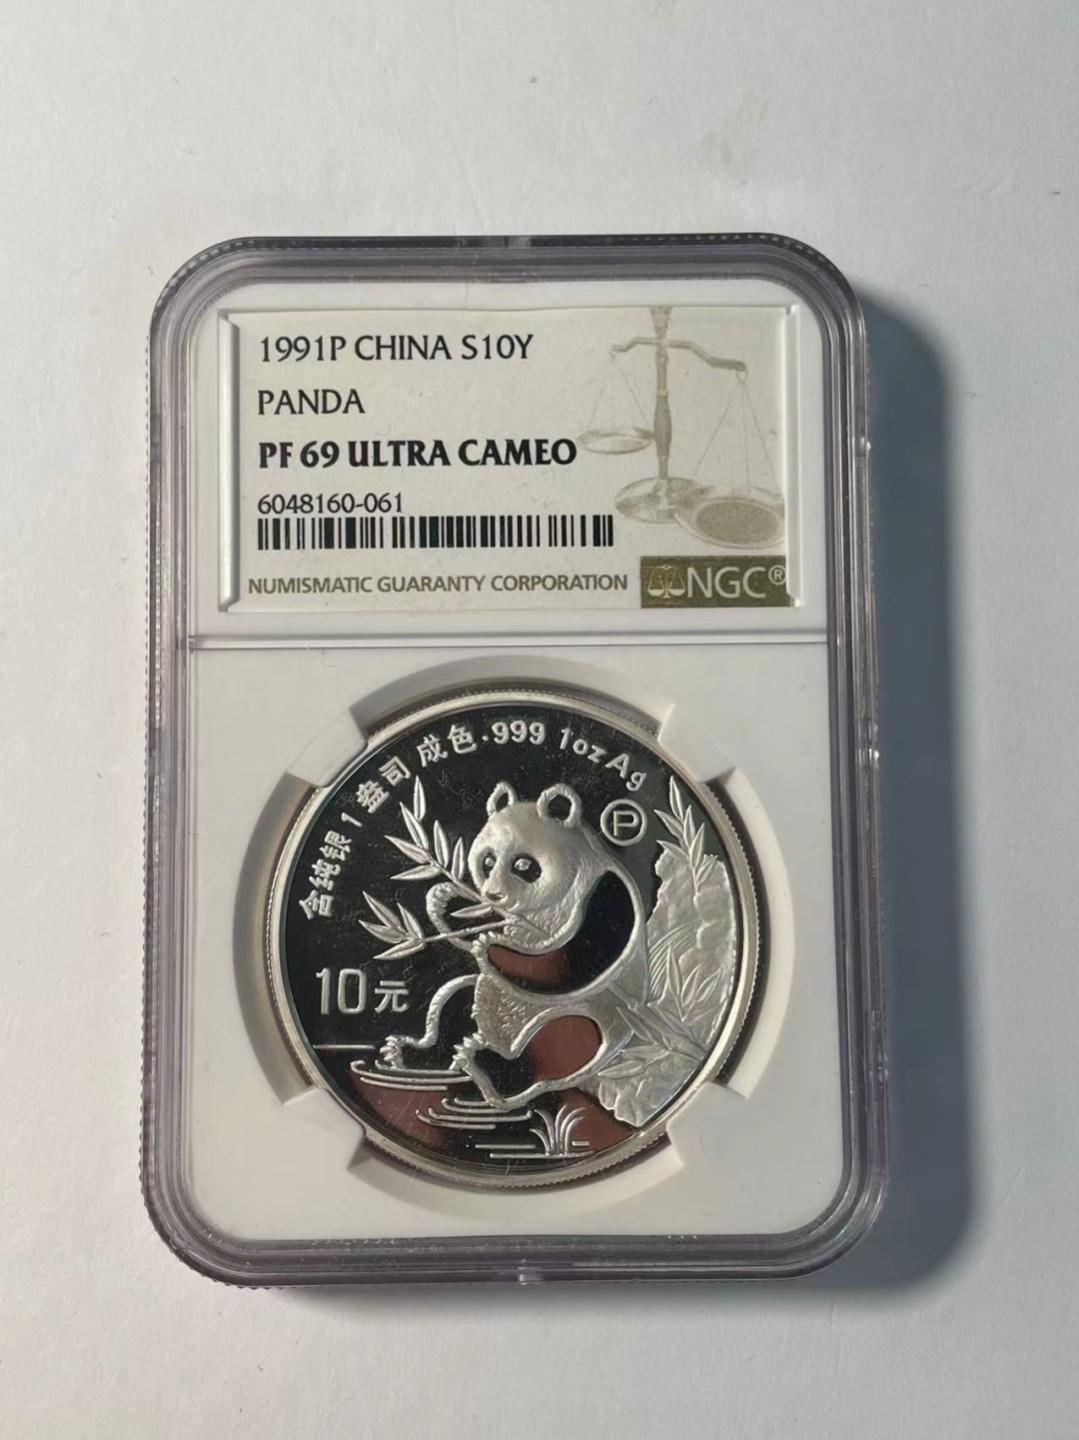 1991P CHINA S10Y
PANDA
PF 69 ULTRA CAMEO
6048160-061
NUMISMATIC GUARANTY CORPORATION
NGC®
含纯银1盎司 成色.999 1oz Ag
P
10元